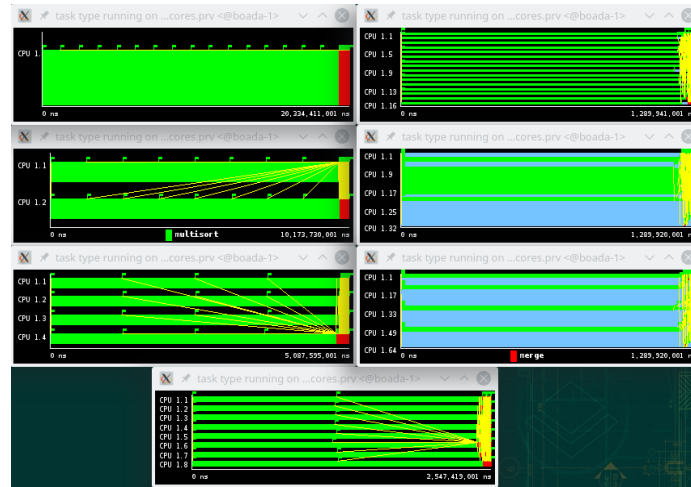 task type running on ...cores.prv <@boada-1>
CPU 1.
0 ns
20,334,411,001 ns
task type running on ...cores.prv <@boada-1>
CPU 1.1
CPU 1.5
CPU 1.9
CPU 1.13
CPU 1.16
0 ns
1,289,941,001 ns
task type running on ...cores.prv <@boada-1>
CPU 1.1
CPU 1.2
0 ns
multisort
10,173,730,001 ns
task type running on ...cores.prv <@boada-1>
CPU 1.1
CPU 1.9
CPU 1.17
CPU 1.25
CPU 1.32
0 ns
1,289,920,001 n
task type running on ...cores.prv <@boada-1>
CPU 1.1
CPU 1.2
CPU 1.3
CPU 1.4
0 ns
5,087,595,001 ns
task type running on ...cores.prv <@boada-1>
CPU 1.1
CPU 1.17
CPU 1.33
CPU 1.49
CPU 1.64
0 ns
merge
1,289,920,001 n
task type running on ...cores.prv <@boada-1>
CPU 1.1
CPU 1.2
CPU 1.3
CPU 1.4
CPU 1.5
CPU 1.6
CPU 1.7
CPU 1.8
0 ns
2,547,419,001 ns